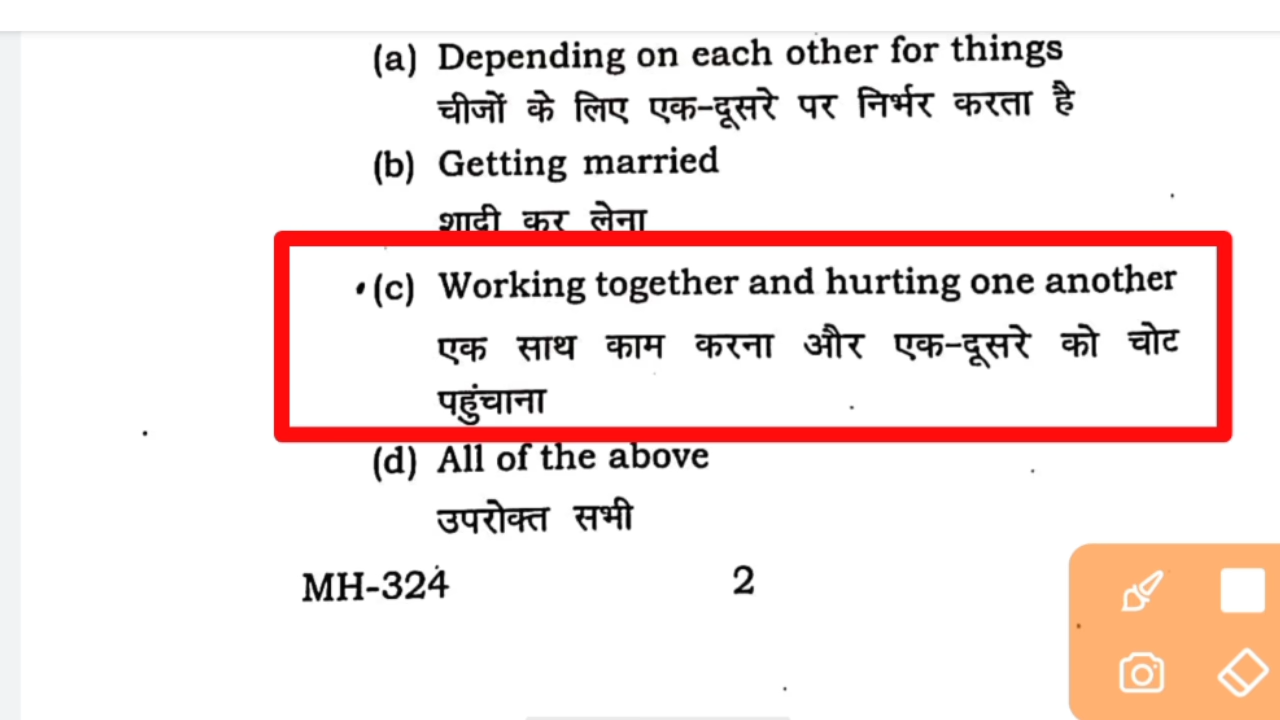 (a) Depending on each other for things
चीजों के लिए एक-दूसरे पर निर्भर करता है
(b) Getting married
शादी कर लेना
(c) Working together and hurting one another
एक साथ काम करना और एक-दूसरे को चोट
पहुंचाना
(d) All of the above
उपरोक्त सभी
MH-324 2